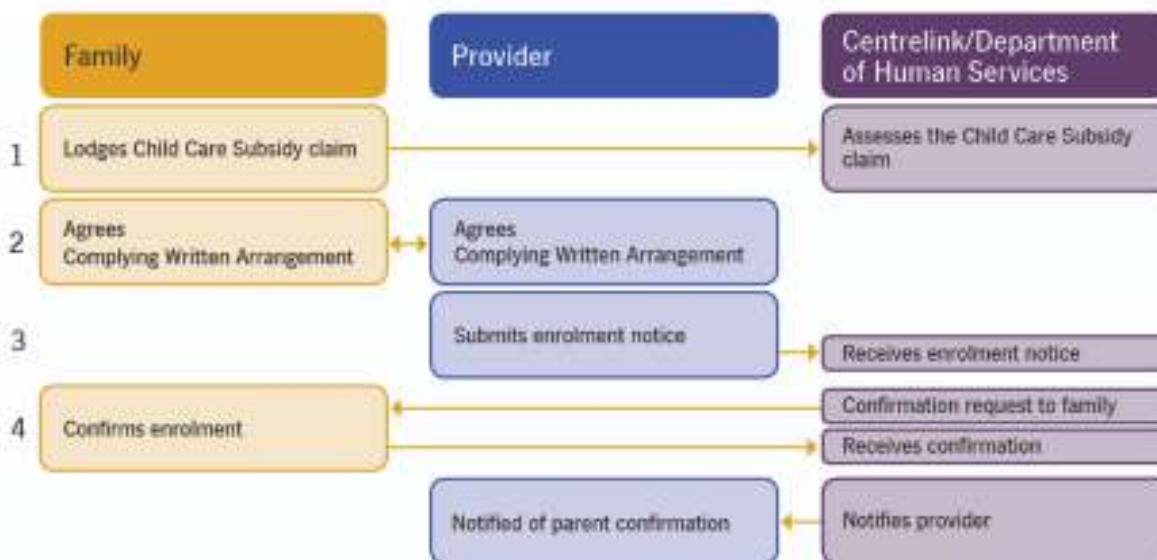 Family
Provider
Centrelink/Department
of Human Services
1
Lodges Child Care Subsidy claim
Assesses the Child Care Subsidy
claim
2
Agrees
Complying Written Arrangement
Agrees
Complying Written Arrangement
3
Submits enrolment notice
Receives enrolment notice
4
Confirms enrolment
Confirmation request to family
Receives confirmation
Notified of parent confirmation
Notifies provider